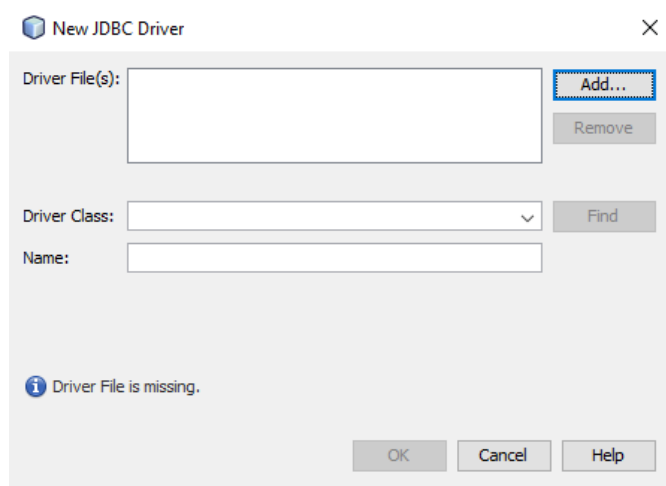 New JDBC Driver
Driver File(s):
Add...
Remove
Driver Class:
Find
Name:
Driver File is missing.
OK Cancel Help